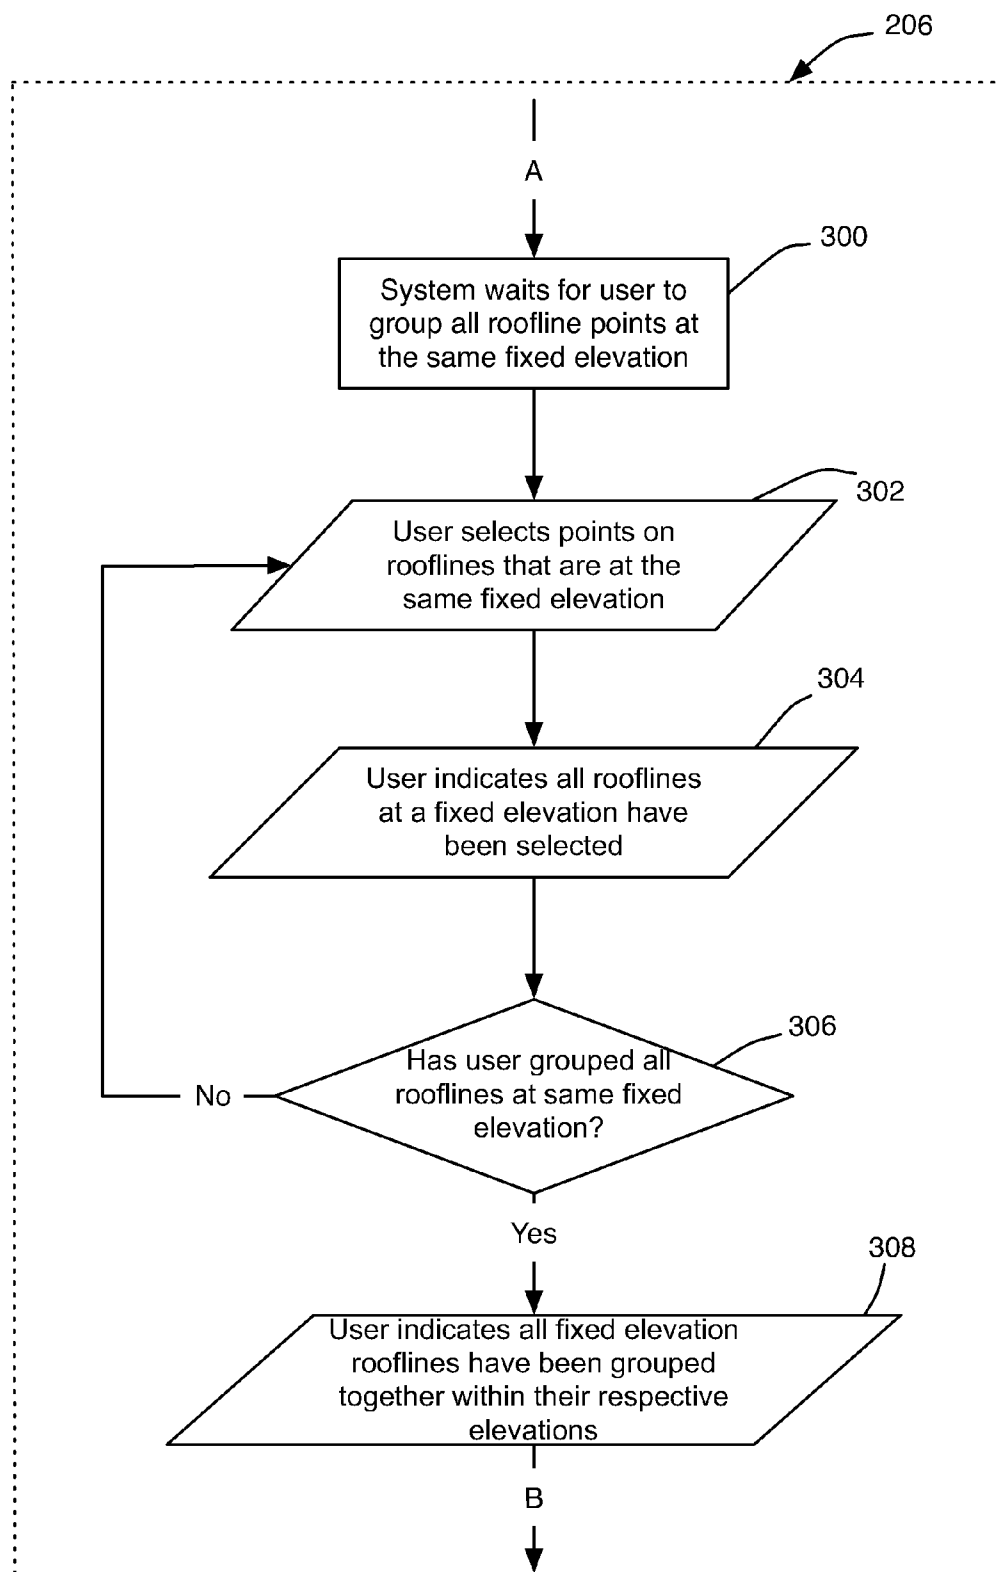 206
A
300
System waits for user to
group all roofline points at
the same fixed elevation
302
User selects points on
rooflines that are at the
same fixed elevation
304
User indicates all rooflines
at a fixed elevation have
been selected
306
Has user grouped all
rooflines at same fixed
elevation?
No
Yes
308
User indicates all fixed elevation
rooflines have been grouped
together within their respective
elevations
B